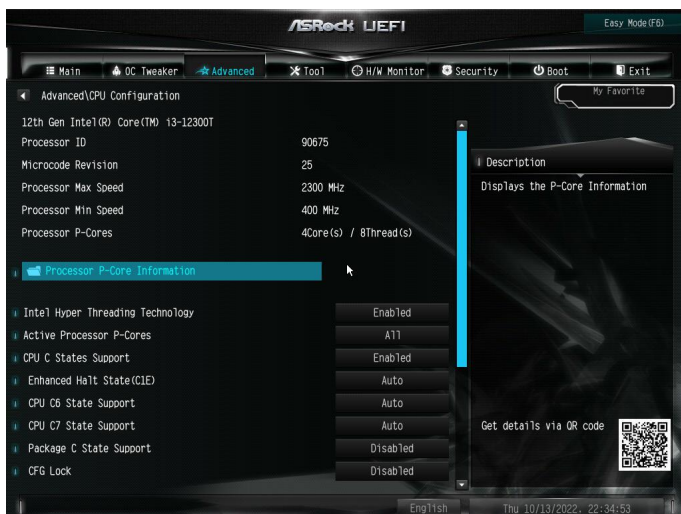 ASRock UEFI
Easy Mode(F6)
Main OC Tweaker Advanced Tool H/W Monitor Security Boot Exit
Advanced\CPU Configuration
My Favorite
12th Gen Intel(R) Core(TM) i3-12300T
Processor ID 90675
Microcode Revision 25
Processor Max Speed 2300 MHz
Processor Min Speed 400 MHz
Processor P-Cores 4Core(s) / 8Thread(s)
Processor P-Core Information
Intel Hyper Threading Technology Enabled
Active Processor P-Cores All
CPU C States Support Enabled
Enhanced Halt State(C1E) Auto
CPU C6 State Support Auto
CPU C7 State Support Auto
Package C State Support Disabled
CFG Lock Disabled
Description
Displays the P-Core Information
Get details via QR code
English
Thu 10/13/2022. 22:34:53